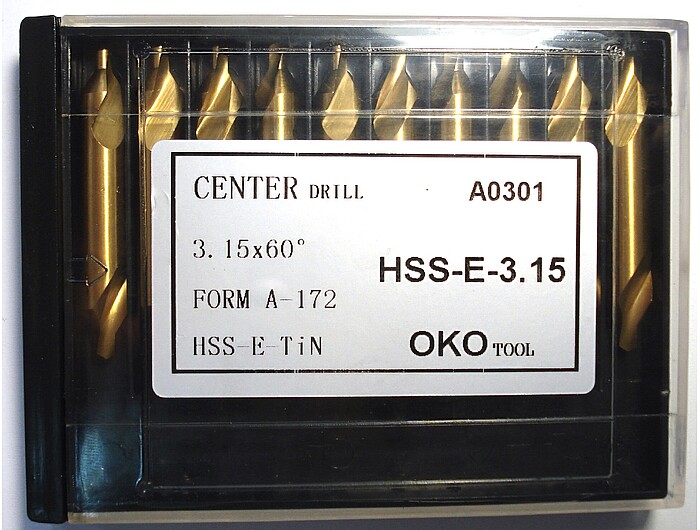 CENTER DRILL A0301
3.15x60°
HSS-E-3.15
FORM A-172
HSS-E-TiN OKO TOOL